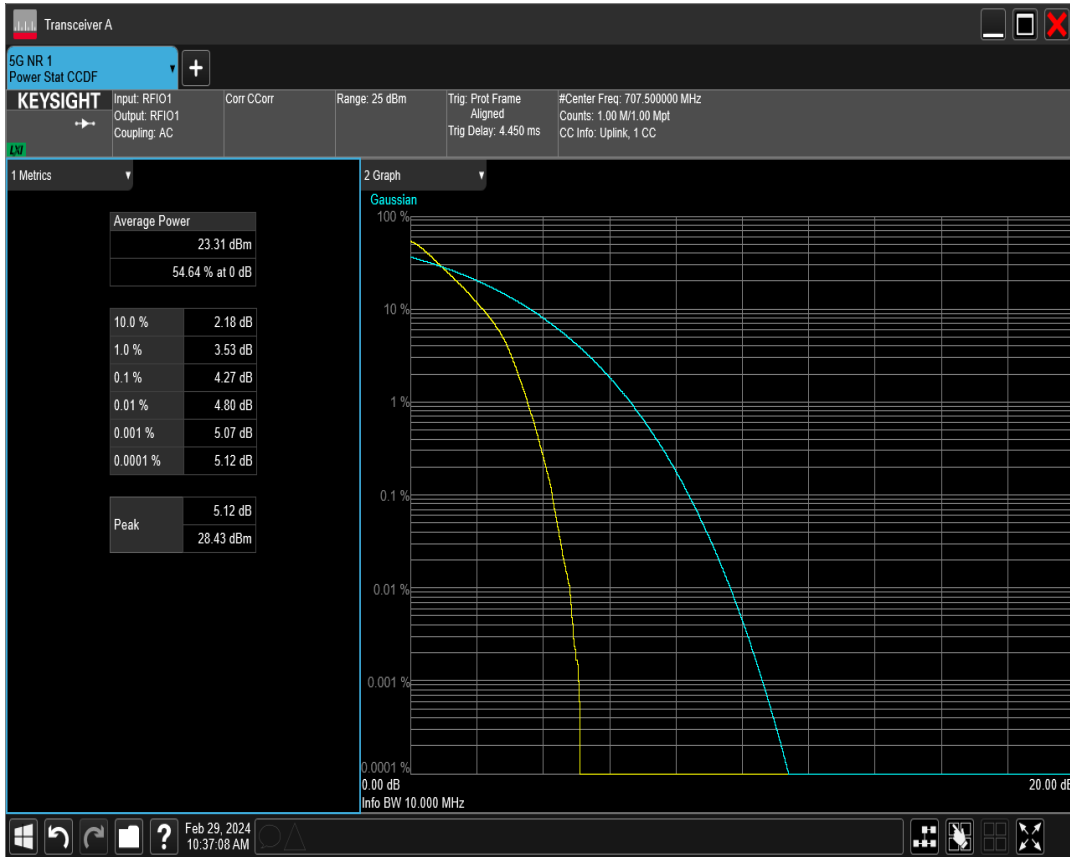 Transceiver A
5G NR 1
Power Stat CCDF
+
KEYSIGHT
LXI
Input: RFIO1
Output: RFIO1
Coupling: AC
Corr CCorr
Range: 25 dBm
Trig: Prot Frame
Aligned
Trig Delay: 4.450 ms
#Center Freq: 707.500000 MHz
Counts: 1.00 M/1.00 Mpt
CC Info: Uplink, 1 CC
1 Metrics
Average Power
23.31 dBm
54.64 % at 0 dB
10.0 % 2.18 dB
1.0 % 3.53 dB
0.1 % 4.27 dB
0.01 % 4.80 dB
0.001 % 5.07 dB
0.0001 % 5.12 dB
Peak 5.12 dB
28.43 dBm
2 Graph
Gaussian
100 %
10 %
1 %
0.1 %
0.01 %
0.001 %
0.0001 %
0.00 dB 20.00 dB
Info BW 10.000 MHz
?
Feb 29, 2024
10:37:08 AM